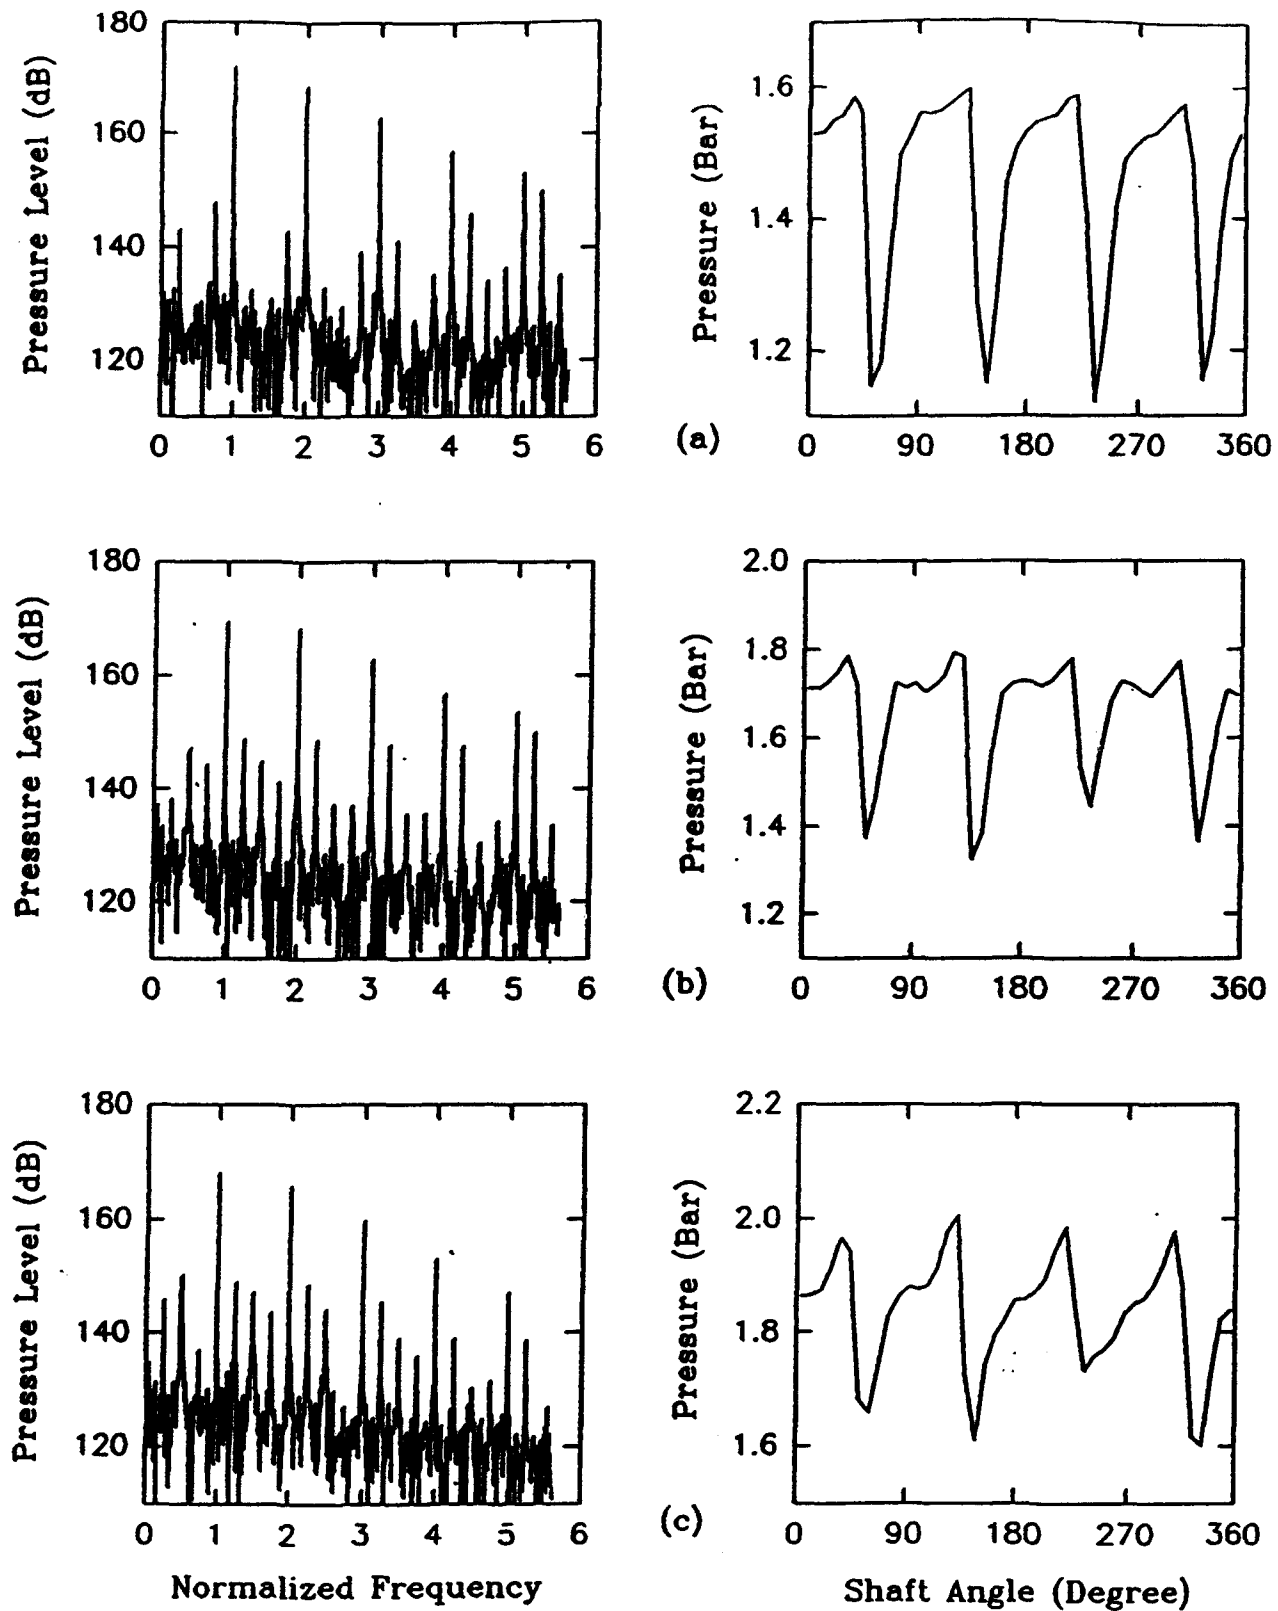 180
160
140
120
Pressure Level (dB)
0 1 2 3 4 5 6
(a)
1.6
1.4
1.2
Pressure (Bar)
0 90 180 270 360
180
160
140
120
Pressure Level (dB)
0 1 2 3 4 5 6
(b)
2.0
1.8
1.6
1.4
1.2
Pressure (Bar)
0 90 180 270 360
180
160
140
120
Pressure Level (dB)
0 1 2 3 4 5 6
Normalized Frequency
(c)
2.2
2.0
1.8
1.6
Pressure (Bar)
0 90 180 270 360
Shaft Angle (Degree)